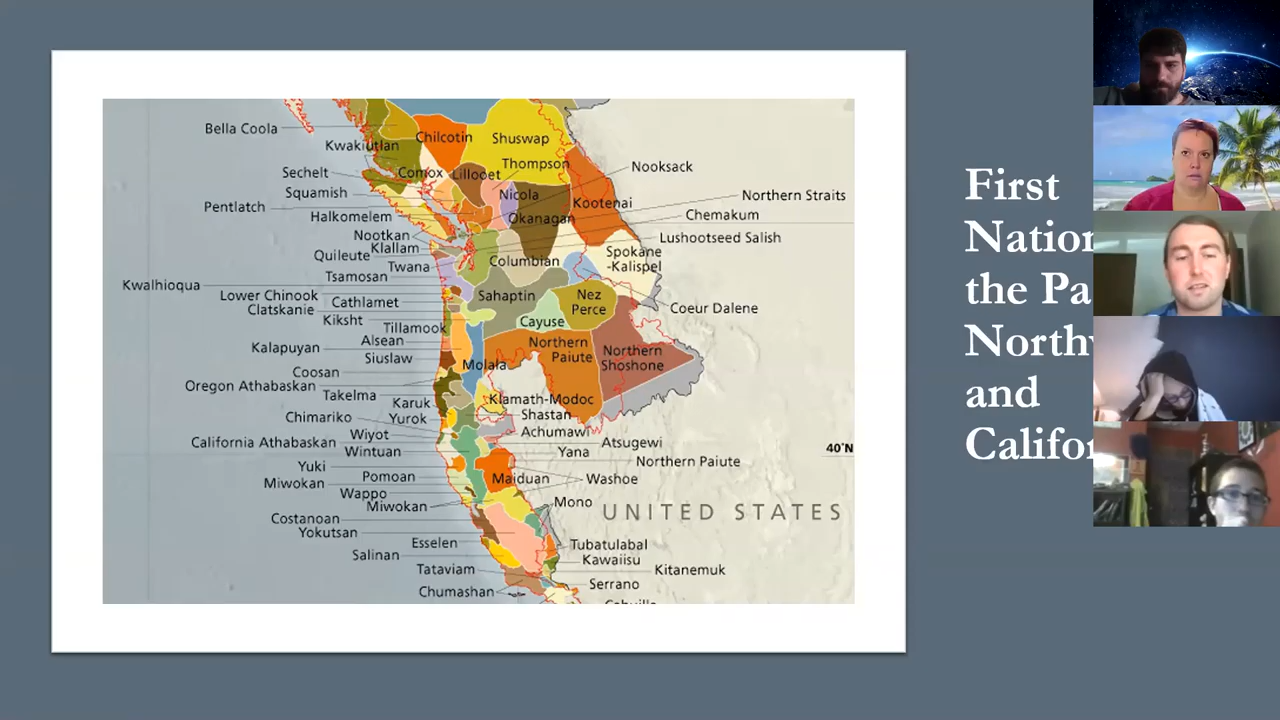 Bella Coola
Kwakiutlan
Chilcotin
Shuswap
Sechelt
Comox
Lillooet
Thompson
Nooksack
Squamish
Nicola
Northern Straits
Pentlatch
Halkomelem
Okanagan
Kootenai
Chemakum
Nootkan
Klallam
Lushootseed Salish
Quileute
Twana
Columbian
Spokane
-Kalispel
Tsamosan
Kwalhioqua
Lower Chinook
Cathlamet
Sahaptin
Nez
Perce
Coeur Dalene
Clatskanie
Kiksht
Tillamook
Cayuse
Kalapuyan
Alsean
Siuslaw
Northern
Paiute
Northern
Shoshone
Molala
Coosan
Oregon Athabaskan
Takelma
Karuk
Klamath-Modoc
Chimariko
Yurok
Shastan
Wiyot
Achumawi
California Athabaskan
Wintuan
Atsugewi
Yana
40°N
Yuki
Northern Paiute
Miwokan
Pomoan
Maiduan
Washoe
Wappo
Miwokan
Mono
UNITED STATES
Costanoan
Yokutsan
Esselen
Tubatulabal
Salinan
Kawaiisu
Tataviam
Kitanemuk
Chumashan
Serrano
First
Nation
the Pa
North
and
Califo